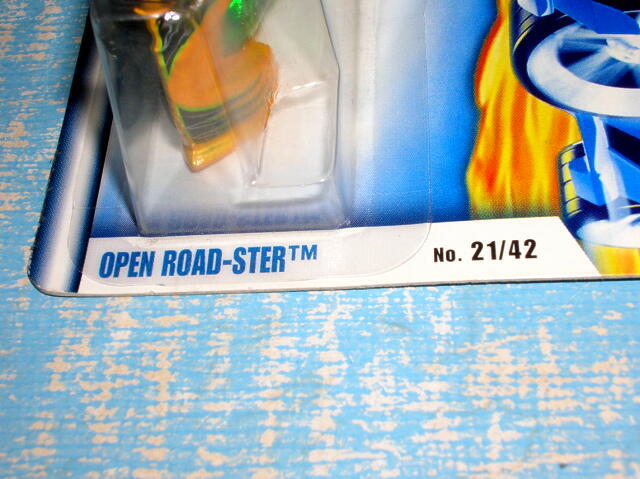 OPEN ROAD-STER™
No. 21/42